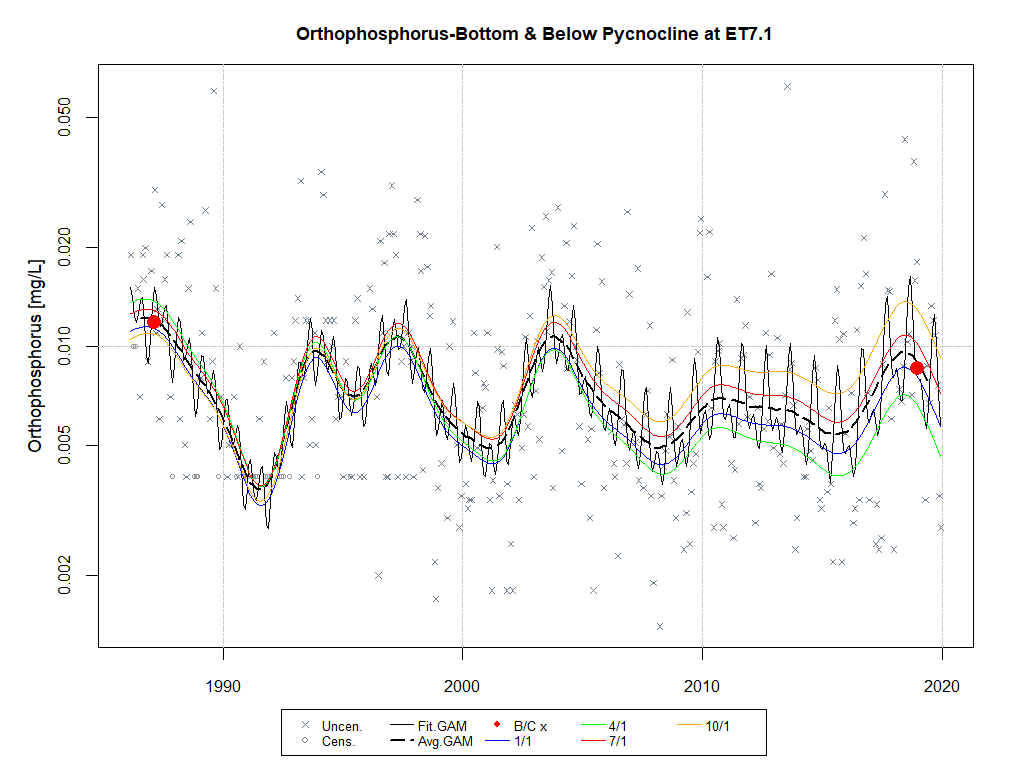 Orthophosphorus-Bottom & Below Pycnocline at ET7.1
Orthophosphorus [mg/L]
0.050
0.020
0.010
0.005
0.002
1990 2000 2010 2020
Uncen. Fit.GAM B/C x 4/1 10/1
Cens. Avg.GAM 1/1 7/1